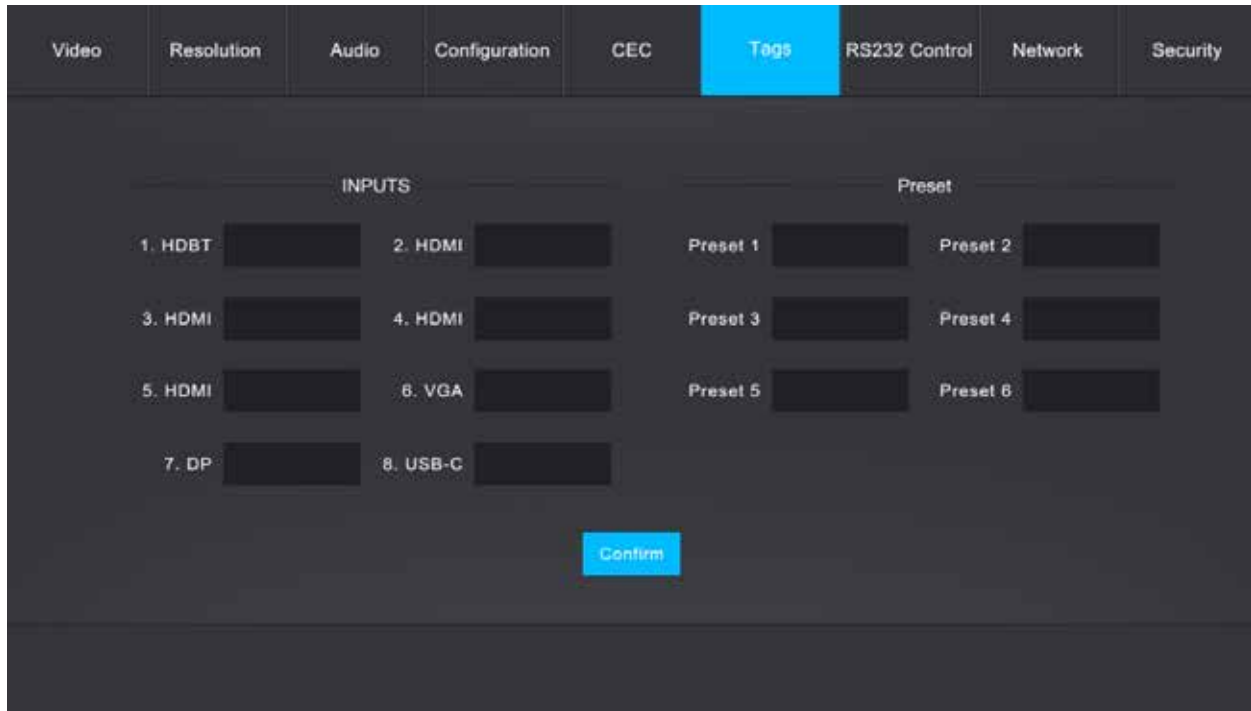 Video Resolution Audio Configuration CEC Tags RS232 Control Network Security
INPUTS Preset
1. HDBT 2. HDMI Preset 1 Preset 2
3. HDMI 4. HDMI Preset 3 Preset 4
5. HDMI 6. VGA Preset 5 Preset 6
7. DP 8. USB-C
Confirm